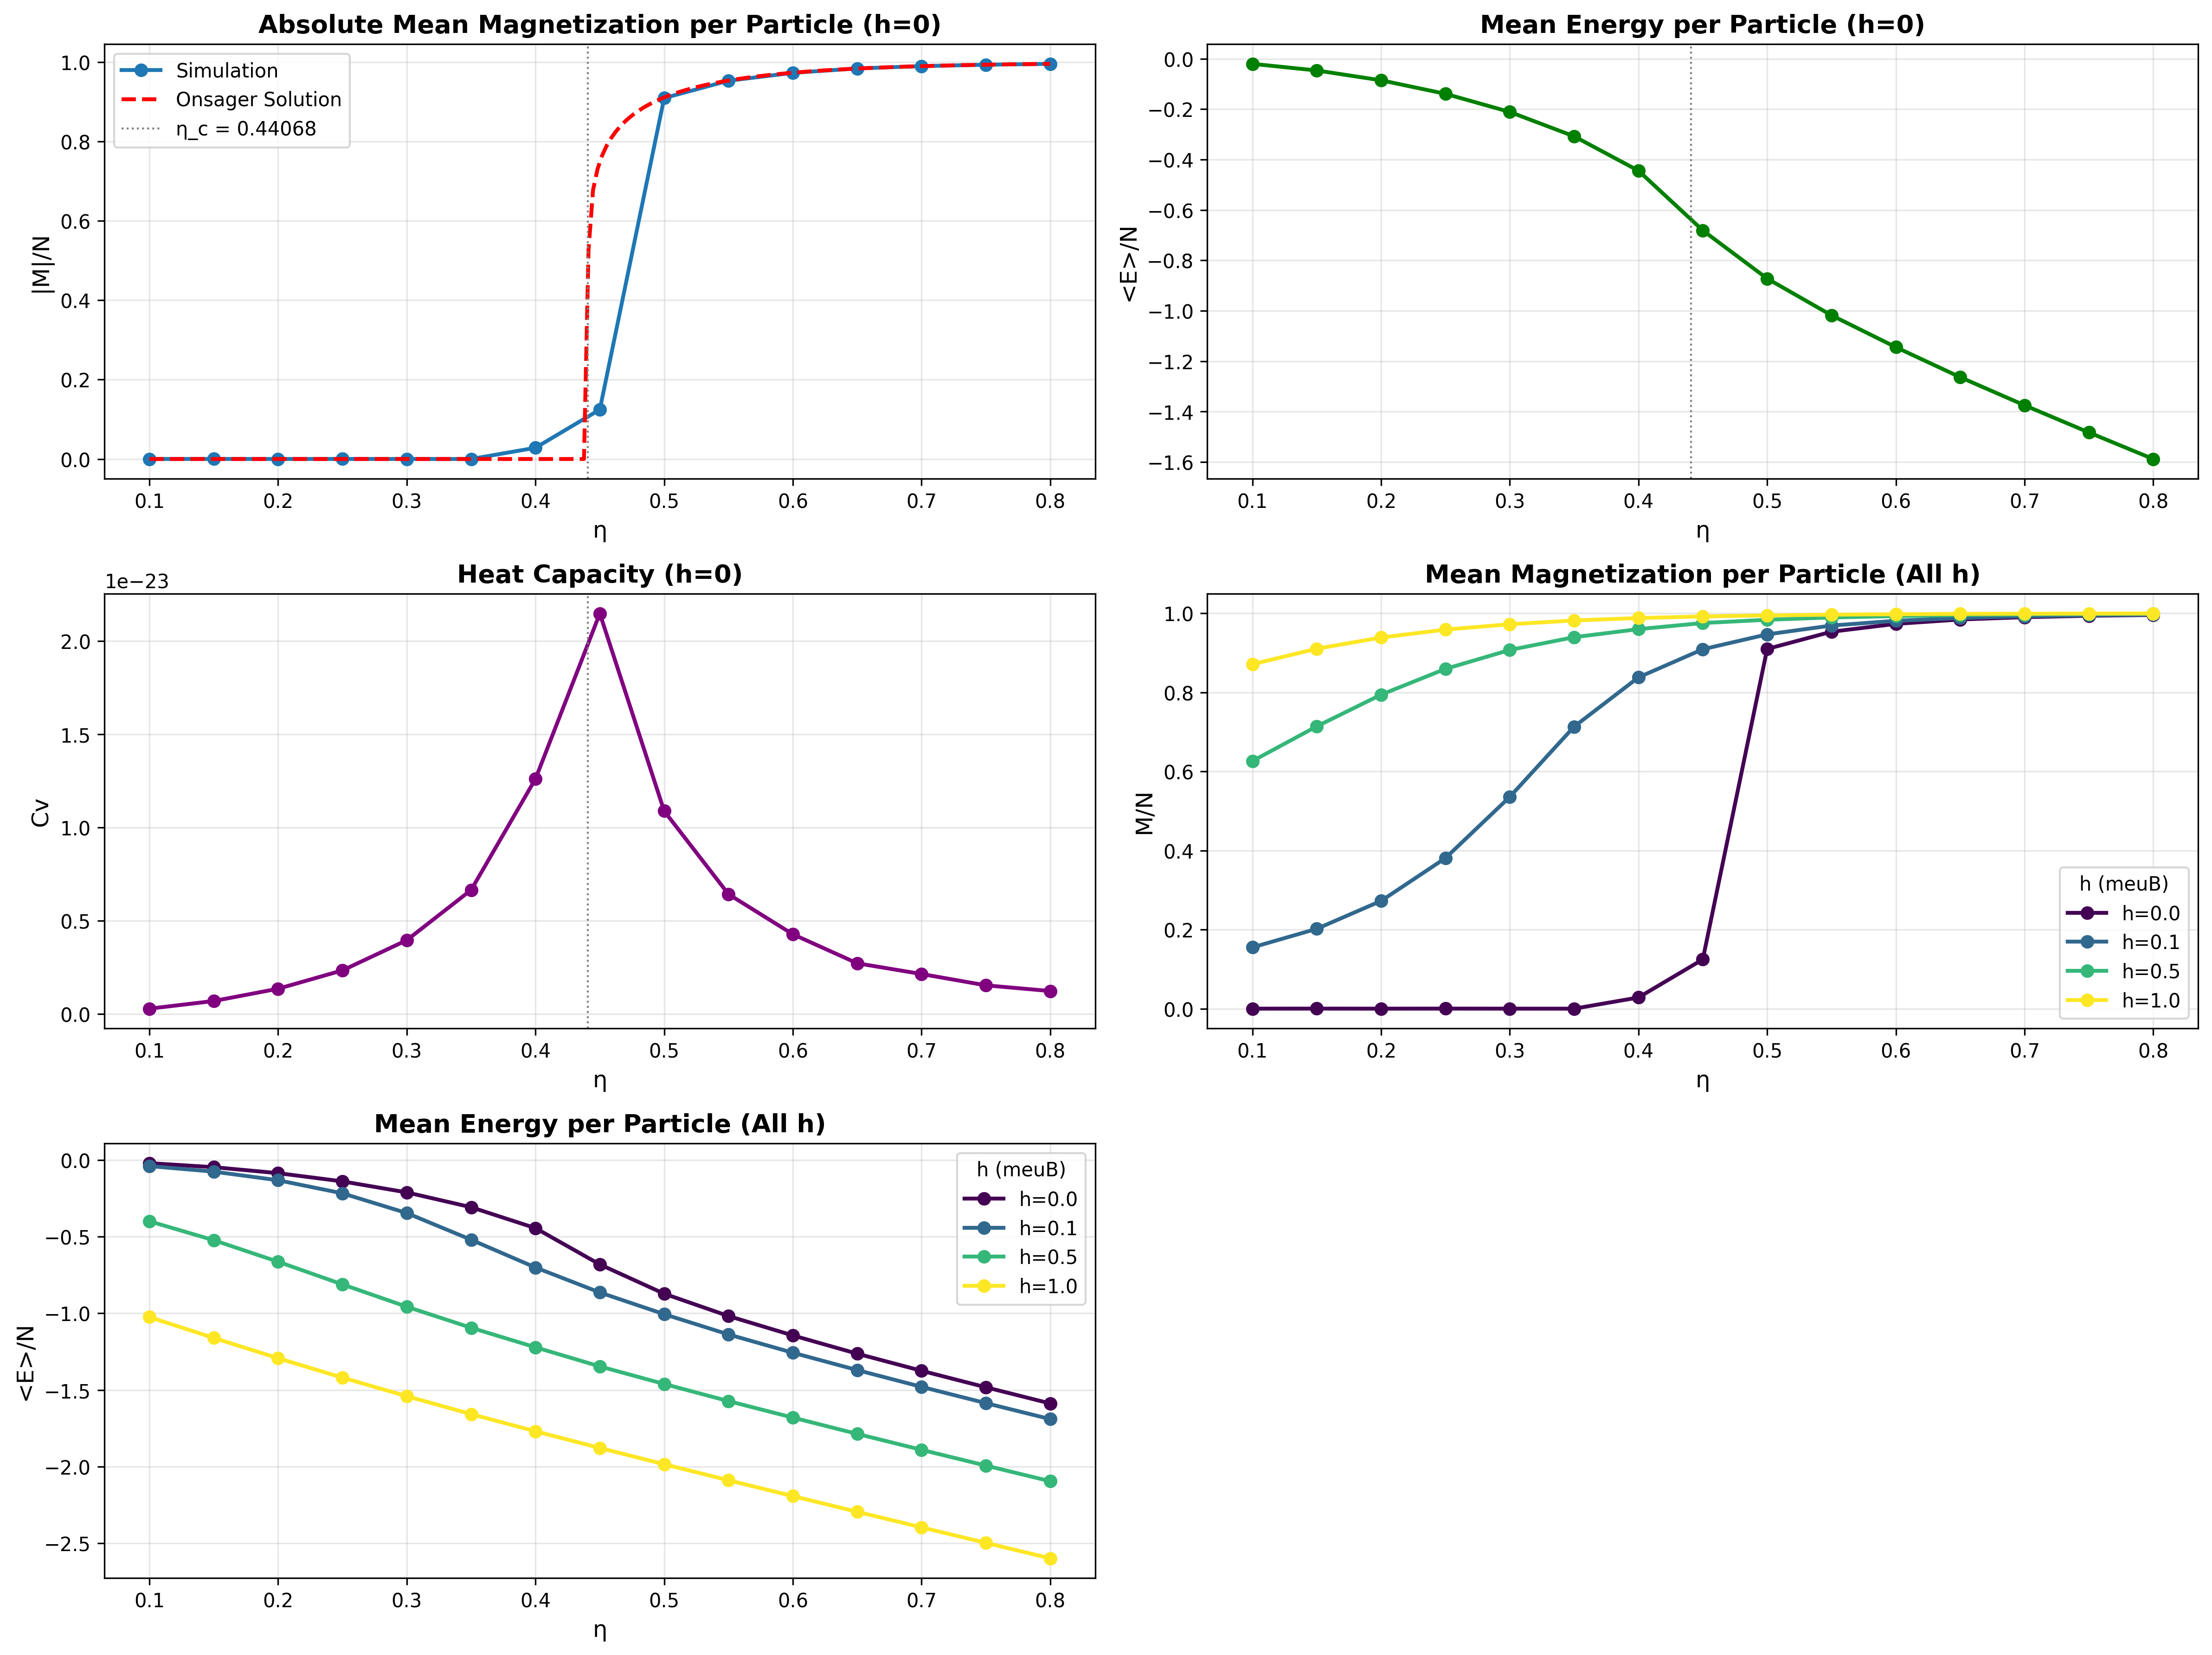 Absolute Mean Magnetization per Particle (h=0)
Simulation
Onsager Solution
η_c = 0.44068
|M|/N
1.0
0.8
0.6
0.4
0.2
0.0
0.1 0.2 0.3 0.4 0.5 0.6 0.7 0.8
η
Mean Energy per Particle (h=0)
<E>/N
0.0
−0.2
−0.4
−0.6
−0.8
−1.0
−1.2
−1.4
−1.6
0.1 0.2 0.3 0.4 0.5 0.6 0.7 0.8
η
Heat Capacity (h=0)
1e−23
Cv
2.0
1.5
1.0
0.5
0.0
0.1 0.2 0.3 0.4 0.5 0.6 0.7 0.8
η
Mean Magnetization per Particle (All h)
M/N
1.0
0.8
0.6
0.4
0.2
0.0
h (meuB)
h=0.0
h=0.1
h=0.5
h=1.0
0.1 0.2 0.3 0.4 0.5 0.6 0.7 0.8
η
Mean Energy per Particle (All h)
<E>/N
0.0
−0.5
−1.0
−1.5
−2.0
−2.5
h (meuB)
h=0.0
h=0.1
h=0.5
h=1.0
0.1 0.2 0.3 0.4 0.5 0.6 0.7 0.8
η